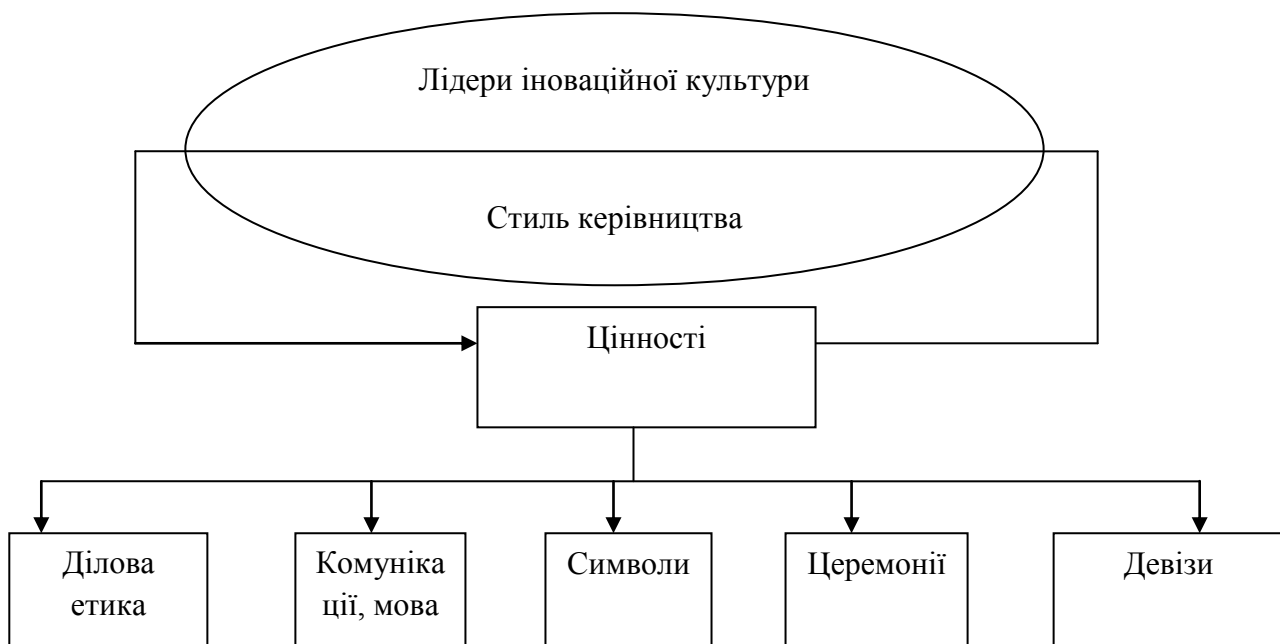 Лідери іноваційної культури
Стиль керівництва
Цінності
Ділова
етика
Комуніка
ції, мова
Символи
Церемонії
Девізи